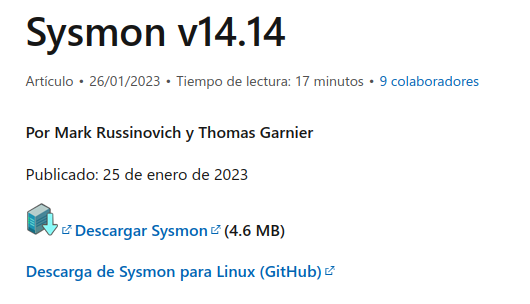 Sysmon v14.14
Artículo • 26/01/2023 • Tiempo de lectura: 17 minutos • 9 colaboradores
Por Mark Russinovich y Thomas Garnier
Publicado: 25 de enero de 2023
Descargar Sysmon (4.6 MB)
Descarga de Sysmon para Linux (GitHub)